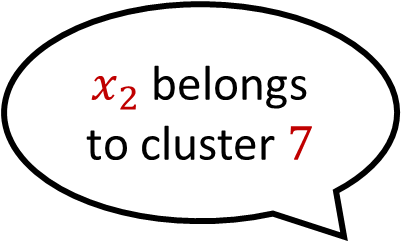 x₂ belongs
to cluster 7